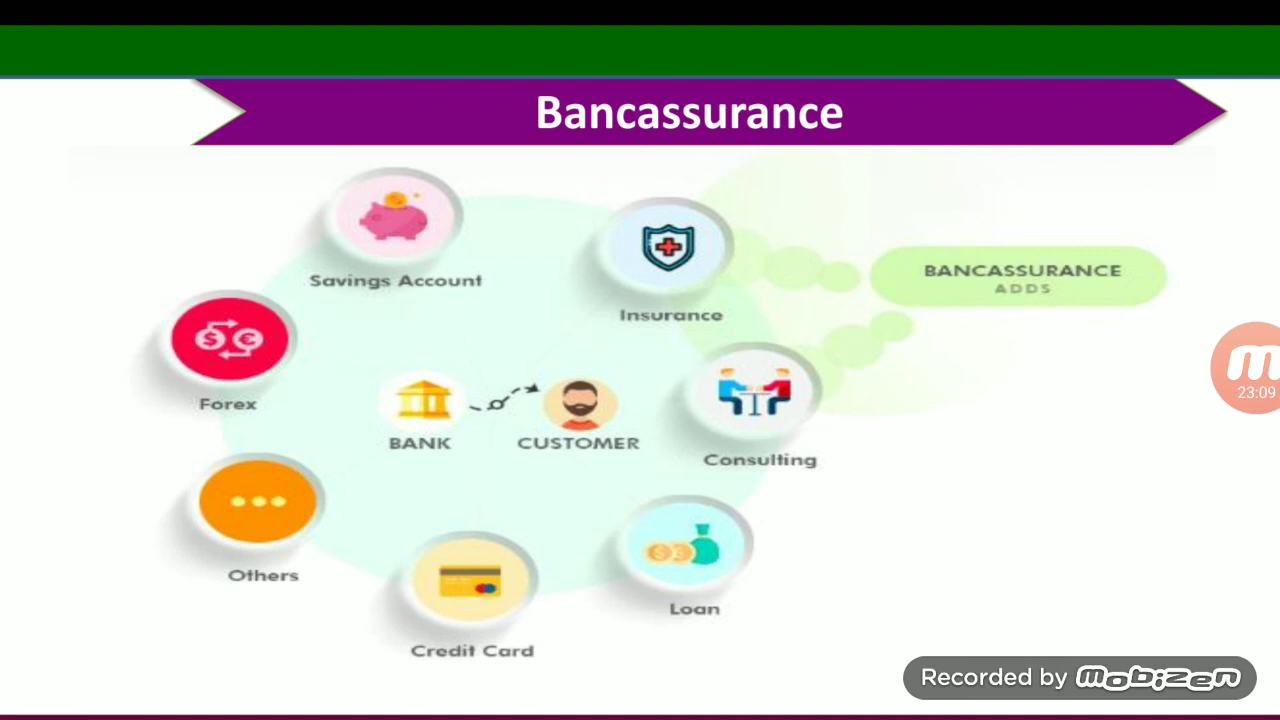 Bancassurance
Savings Account
Insurance
BANCASSURANCE
ADDS
Forex
BANK
CUSTOMER
Consulting
Others
Loan
Credit Card
23:09
Recorded by mobizen